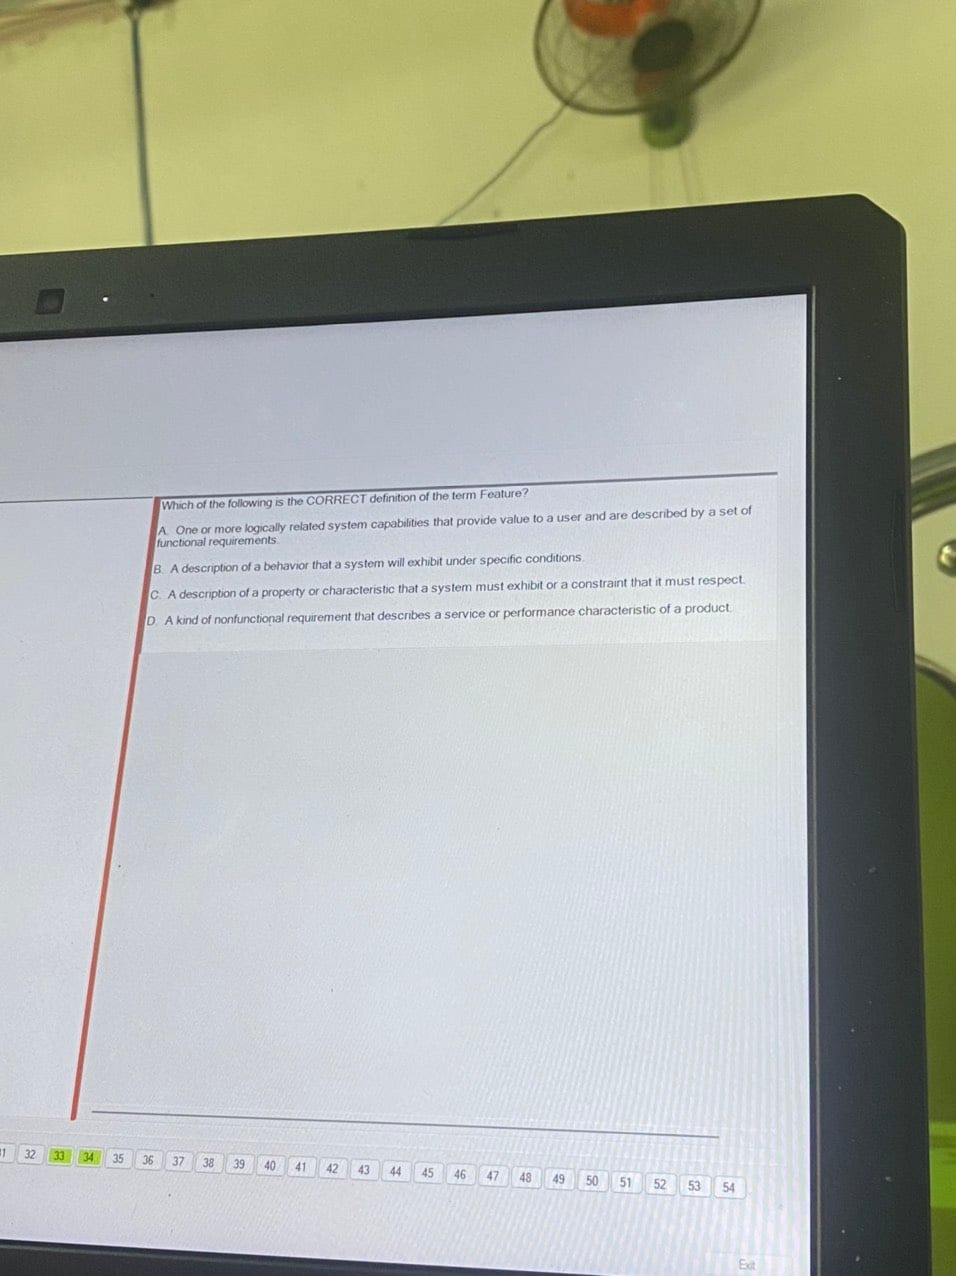 Which of the following is the CORRECT definition of the term Feature?
A. One or more logically related system capabilities that provide value to a user and are described by a set of
functional requirements.
B. A description of a behavior that a system will exhibit under specific conditions.
C. A description of a property or characteristic that a system must exhibit or a constraint that it must respect.
D. A kind of nonfunctional requirement that describes a service or performance characteristic of a product.
32 33 34 35 36 37 38 39 40 41 42 43 44 45 46 47 48 49 50 51 52 53 54
Exit